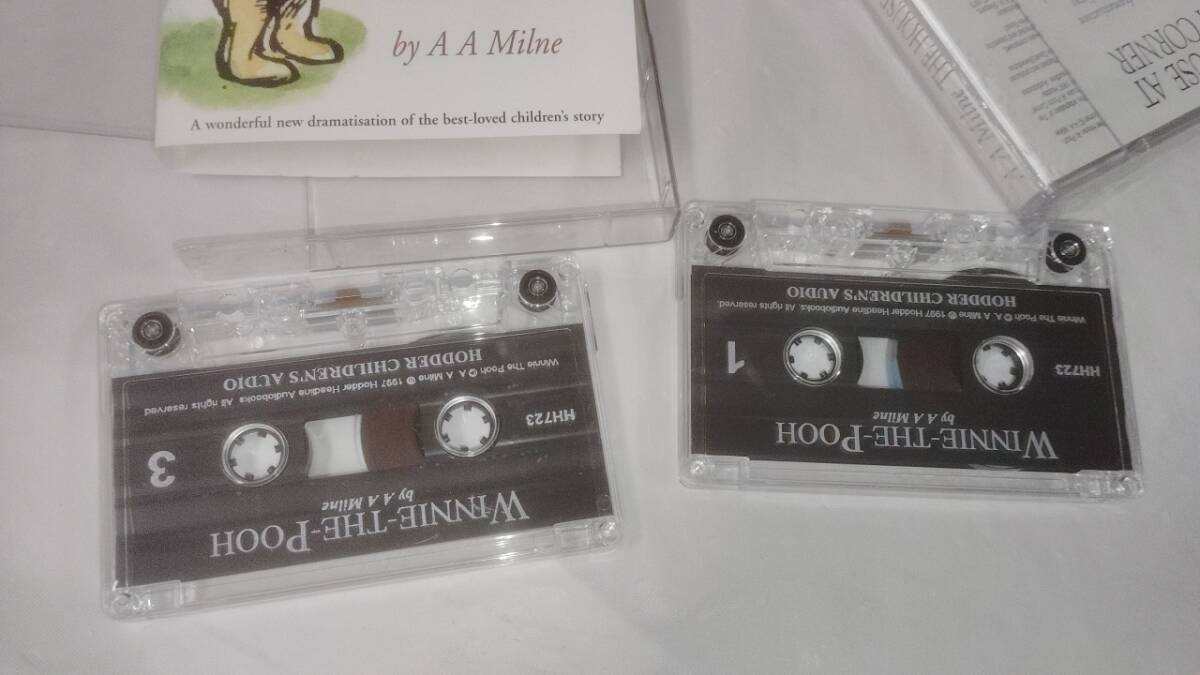 by A A Milne
A wonderful new dramatisation of the best-loved children's story
A A Milne THE HOUSE
USE AT
CORNER
WINNIE-THE-POOH
by A A Milne
3
HH723
Winnie The Pooh © A A Milne ℗ 1997 Hodder Headline Audiobooks. All rights reserved.
HODDER CHILDREN'S AUDIO
WINNIE-THE-POOH
by A A Milne
1
HH723
Winnie The Pooh © A A Milne ℗ 1997 Hodder Headline Audiobooks. All rights reserved.
HODDER CHILDREN'S AUDIO